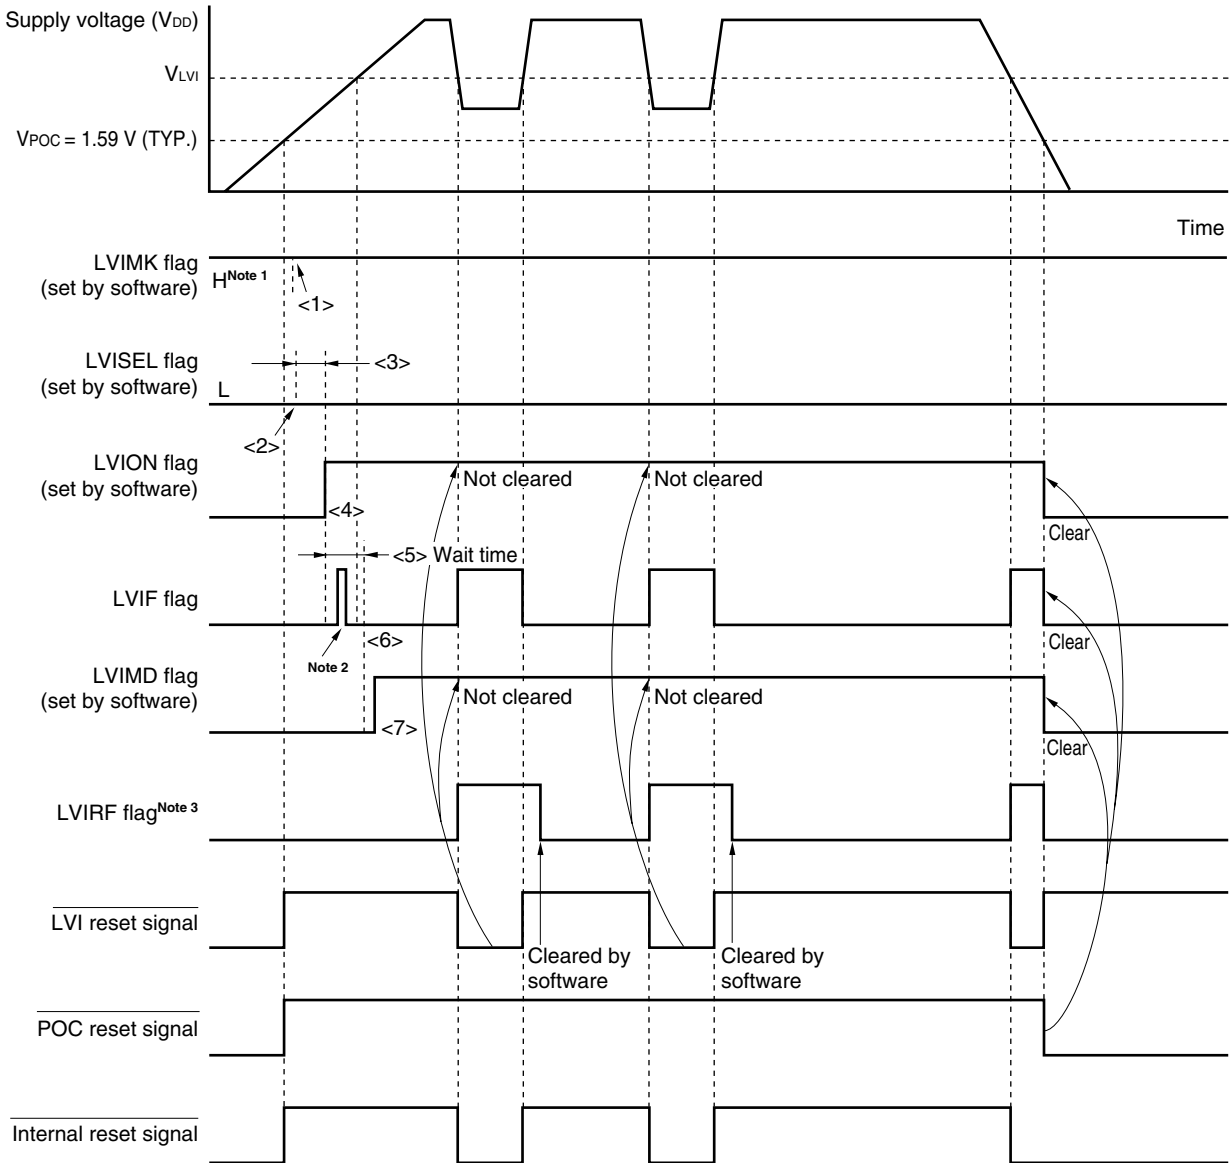 Supply voltage (VDD)
VLVI
VPOC = 1.59 V (TYP.)
Time
LVIMK flag
(set by software)
HNote 1
<1>
LVISEL flag
(set by software)
L
<3>
<2>
LVION flag
(set by software)
Not cleared
Not cleared
<4>
Clear
<5> Wait time
LVIF flag
<6>
Clear
Note 2
LVIMD flag
(set by software)
Not cleared
Not cleared
<7>
Clear
LVIRF flagNote 3
LVI reset signal
Cleared by
software
Cleared by
software
POC reset signal
Internal reset signal